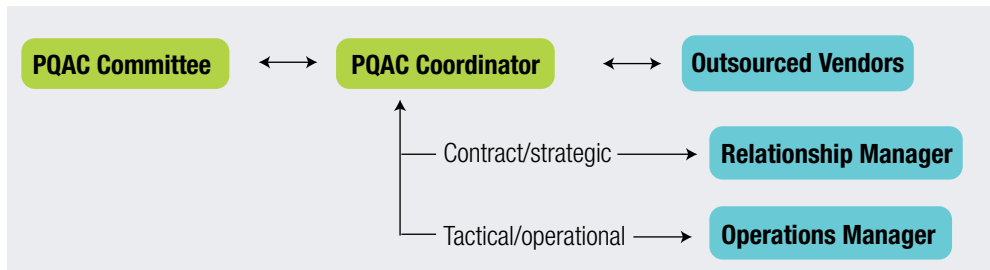 PQAC Committee
PQAC Coordinator
Outsourced Vendors
Contract/strategic
Relationship Manager
Tactical/operational
Operations Manager